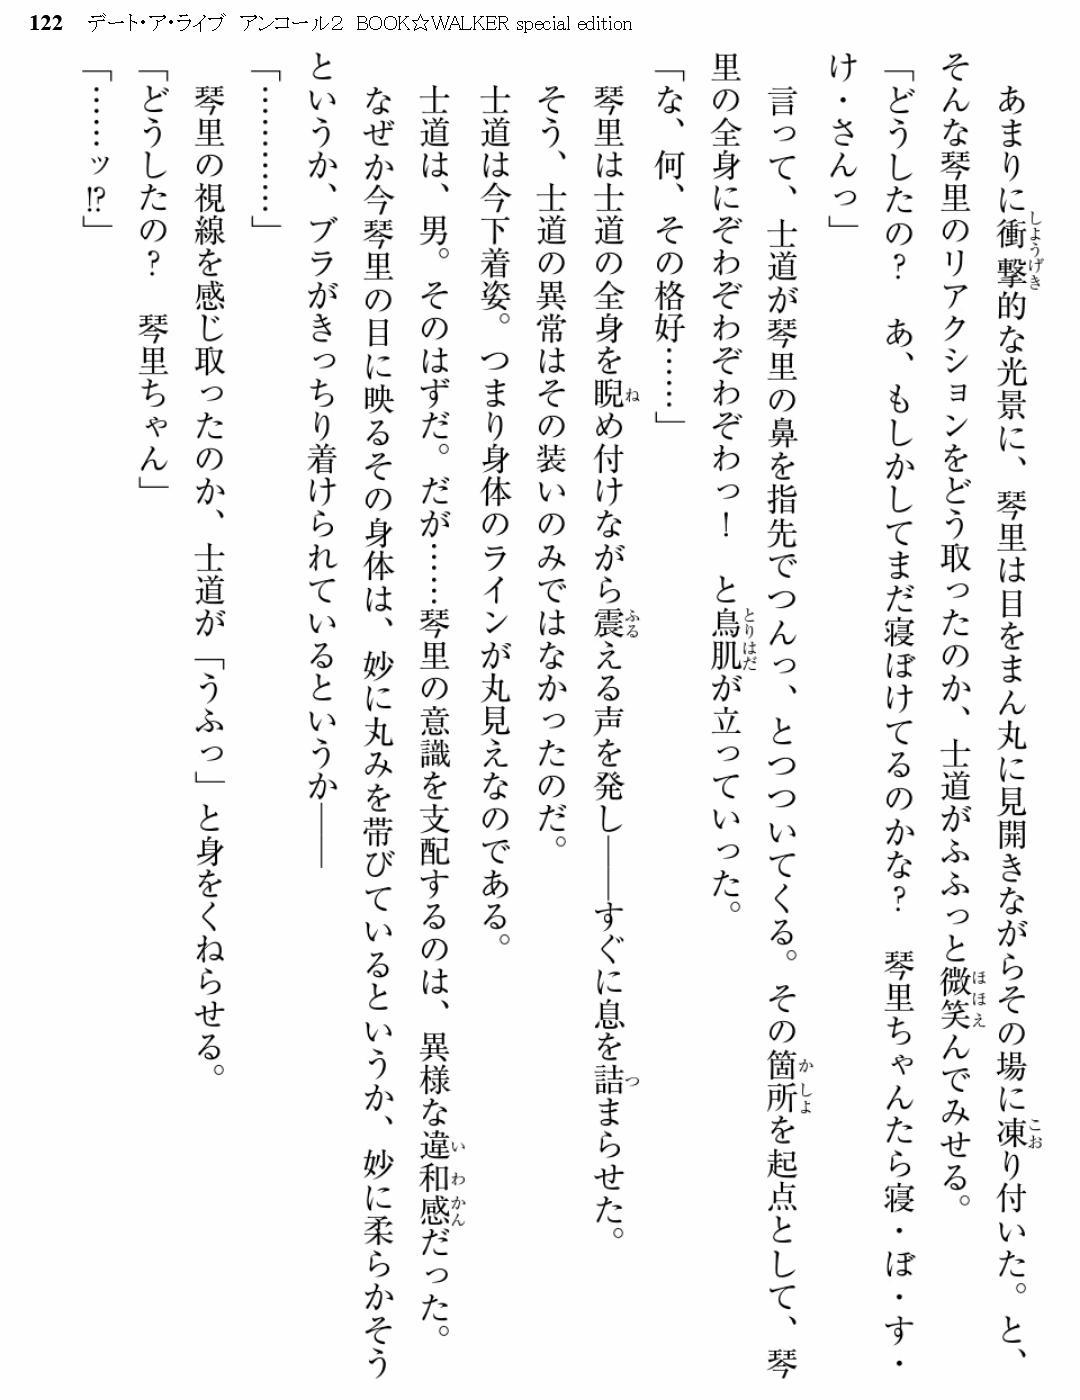 122 デート・ア・ライブ アンコール２ BOOK☆WALKER special edition
　あまりに衝撃的な光景に、琴里は目をまん丸に見開きながらその場に凍り付いた。と、
そんな琴里のリアクションをどう取ったのか、士道がふふっと微笑んでみせる。
「どうしたの？　あ、もしかしてまだ寝ぼけてるのかな？　琴里ちゃんたら寝・ぼ・す・
け・さんっ」
　言って、士道が琴里の鼻を指先でつんっ、とつついてくる。その箇所を起点として、琴
里の全身にぞわぞわぞわぞわっ！　と鳥肌が立っていった。
「な、何、その格好……」
　琴里は士道の全身を睨め付けながら震える声を発し――すぐに息を詰まらせた。
　そう、士道の異常はその装いのみではなかったのだ。
　士道は今下着姿。つまり身体のラインが丸見えなのである。
　士道は、男。そのはずだ。だが……琴里の意識を支配するのは、異様な違和感だった。
　なぜか今琴里の目に映るその身体は、妙に丸みを帯びているというか、妙に柔らかそう
というか、ブラがきっちり着けられているというか――
「…………」
　琴里の視線を感じ取ったのか、士道が「うふっ」と身をくねらせる。
「どうしたの？　琴里ちゃん」
「……ッ!?」